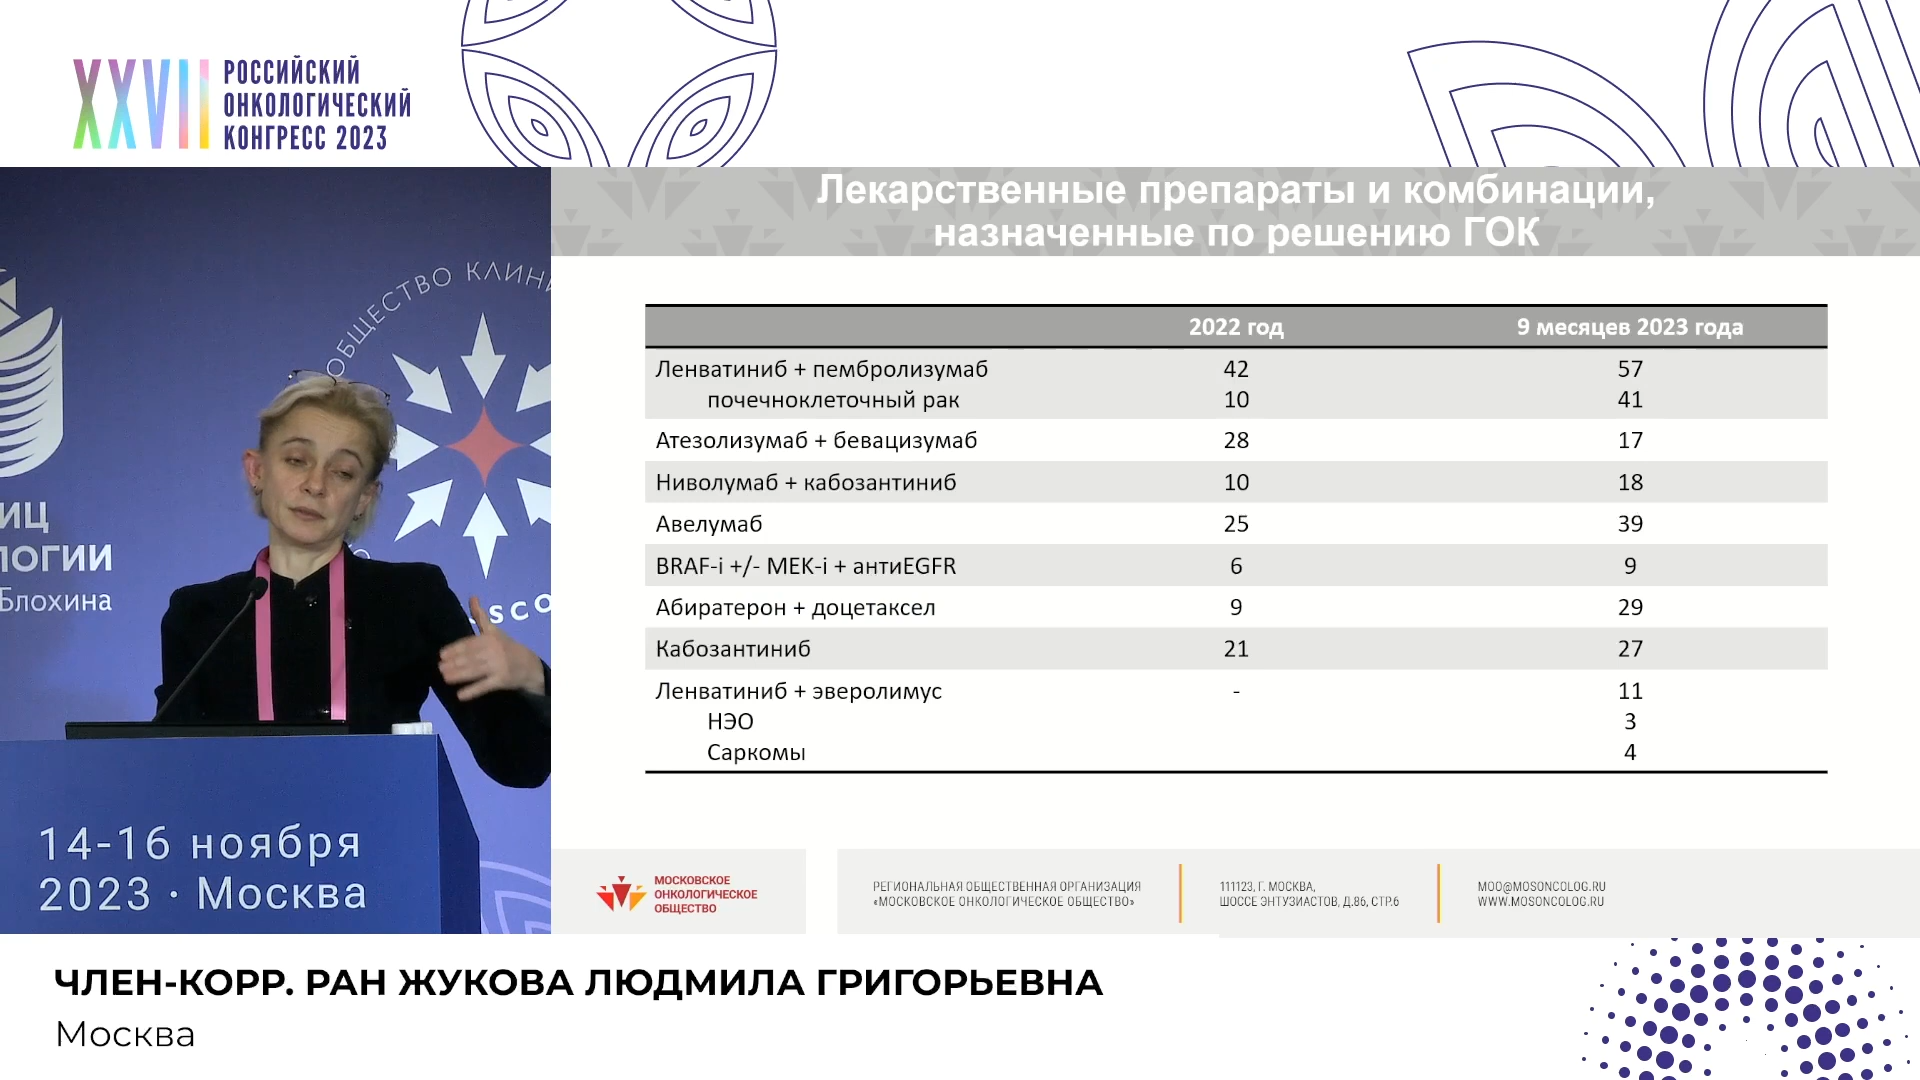 XXVII
РОССИЙСКИЙ
ОНКОЛОГИЧЕСКИЙ
КОНГРЕСС 2023
Лекарственные препараты и комбинации,
назначенные по решению ГОК
2022 год 9 месяцев 2023 года
Ленватиниб + пембролизумаб 42 57
почечноклеточный рак 10 41
Атезолизумаб + бевацизумаб 28 17
Ниволумаб + кабозантиниб 10 18
Авелумаб 25 39
BRAF-i +/- MEK-i + антиEGFR 6 9
Абиратерон + доцетаксел 9 29
Кабозантиниб 21 27
Ленватиниб + эверолимус - 11
НЭО 3
Саркомы 4
ОБЩЕСТВО КЛИНИ
ИЦ
ЛОГИИ
Блохина
SCO
14-16 ноября
2023 · Москва
МОСКОВСКОЕ
ОНКОЛОГИЧЕСКОЕ
ОБЩЕСТВО
РЕГИОНАЛЬНАЯ ОБЩЕСТВЕННАЯ ОРГАНИЗАЦИЯ
«МОСКОВСКОЕ ОНКОЛОГИЧЕСКОЕ ОБЩЕСТВО»
111123, Г. МОСКВА,
ШОССЕ ЭНТУЗИАСТОВ, Д.86, СТР.6
MOO@MOSONCOLOG.RU
WWW.MOSONCOLOG.RU
ЧЛЕН-КОРР. РАН ЖУКОВА ЛЮДМИЛА ГРИГОРЬЕВНА
Москва